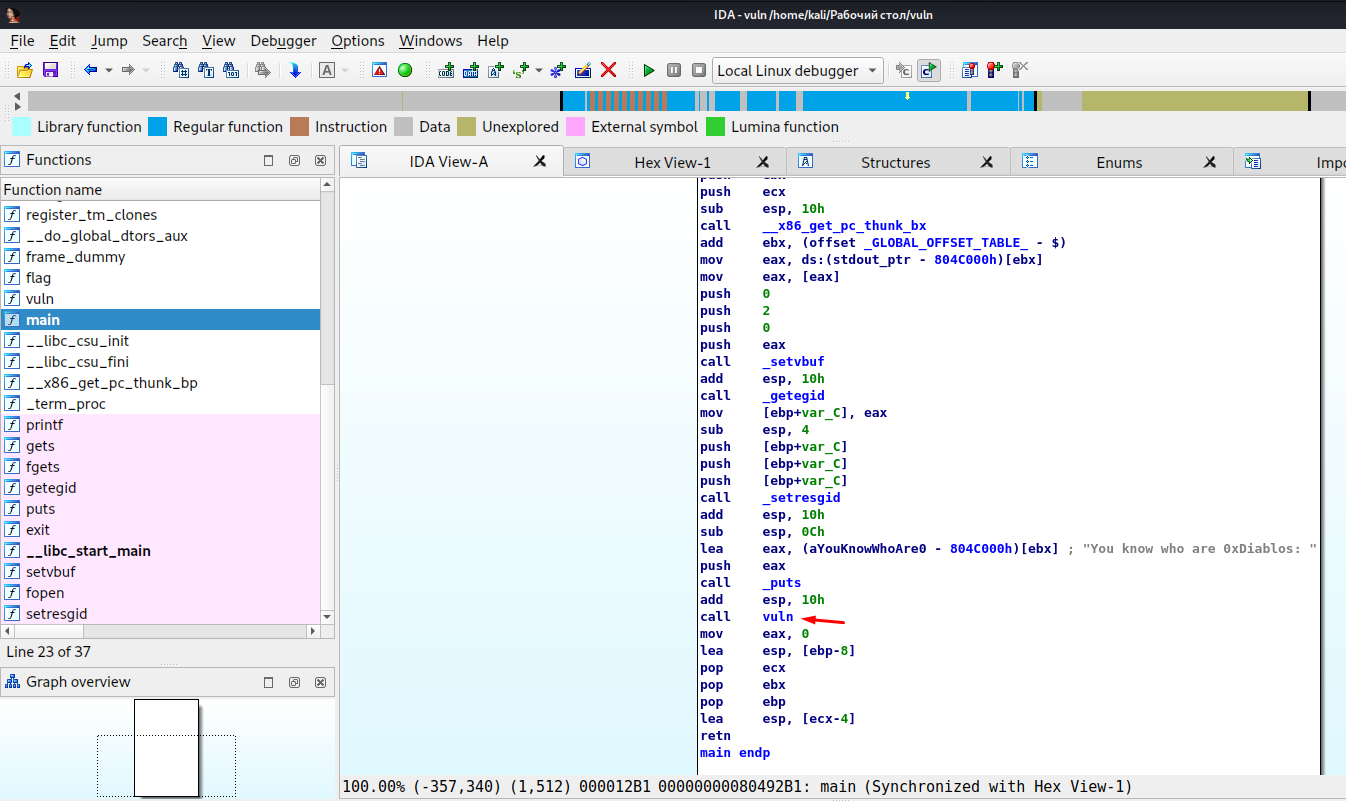 IDA - vuln /home/kali/Рабочий стол/vuln
File Edit Jump Search View Debugger Options Windows Help
Local Linux debugger
Library function Regular function Instruction Data Unexplored External symbol Lumina function
Functions
Function name
register_tm_clones
__do_global_dtors_aux
frame_dummy
flag
vuln
main
__libc_csu_init
__libc_csu_fini
__x86_get_pc_thunk_bp
_term_proc
printf
gets
fgets
getegid
puts
exit
__libc_start_main
setvbuf
fopen
setresgid
Line 23 of 37
Graph overview
IDA View-A Hex View-1 Structures Enums Impo
push ecx
sub esp, 10h
call __x86_get_pc_thunk_bx
add ebx, (offset _GLOBAL_OFFSET_TABLE_ - $)
mov eax, ds:(stdout_ptr - 804C000h)[ebx]
mov eax, [eax]
push 0
push 2
push 0
push eax
call _setvbuf
add esp, 10h
call _getegid
mov [ebp+var_C], eax
sub esp, 4
push [ebp+var_C]
push [ebp+var_C]
push [ebp+var_C]
call _setresgid
add esp, 10h
sub esp, 0Ch
lea eax, (aYouKnowWhoAre0 - 804C000h)[ebx] ; "You know who are 0xDiablos: "
push eax
call _puts
add esp, 10h
call vuln
mov eax, 0
lea esp, [ebp-8]
pop ecx
pop ebx
pop ebp
lea esp, [ecx-4]
retn
main endp
100.00% (-357,340) (1,512) 000012B1 00000000080492B1: main (Synchronized with Hex View-1)